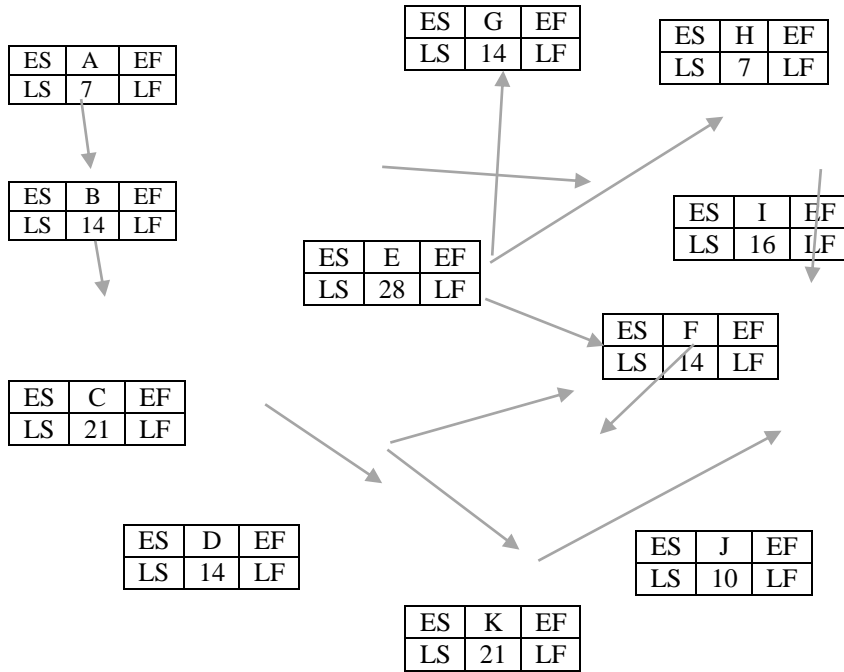 ES G EF
LS 14 LF
ES H EF
LS 7 LF
ES A EF
LS 7 LF
ES B EF
LS 14 LF
ES I EF
LS 16 LF
ES E EF
LS 28 LF
ES F EF
LS 14 LF
ES C EF
LS 21 LF
ES D EF
LS 14 LF
ES J EF
LS 10 LF
ES K EF
LS 21 LF